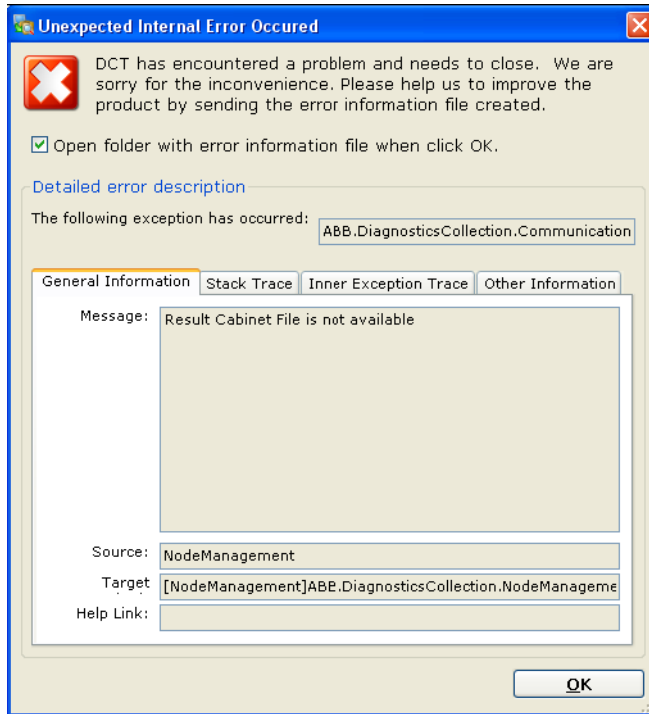 Unexpected Internal Error Occured
DCT has encountered a problem and needs to close. We are
sorry for the inconvenience. Please help us to improve the
product by sending the error information file created.
Open folder with error information file when click OK.
Detailed error description
The following exception has occurred:
ABB.DiagnosticsCollection.Communication
General Information Stack Trace Inner Exception Trace Other Information
Message: Result Cabinet File is not available
Source: NodeManagement
Target [NodeManagement]ABB.DiagnosticsCollection.NodeManageme
Help Link:
OK